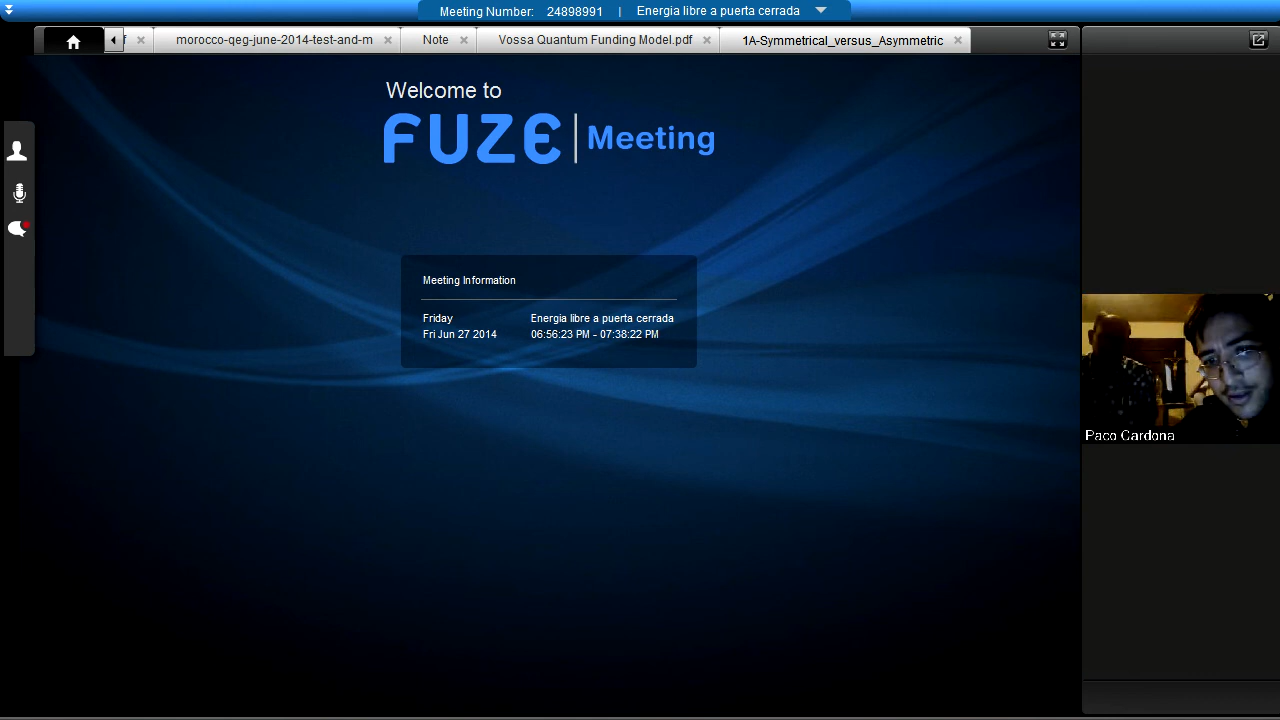 Meeting Number: 24898991 | Energia libre a puerta cerrada
f morocco-qeg-june-2014-test-and-m Note Vossa Quantum Funding Model.pdf 1A-Symmetrical_versus_Asymmetric
Welcome to
FUZE | Meeting
Meeting Information
Friday Energia libre a puerta cerrada
Fri Jun 27 2014 06:56:23 PM - 07:38:22 PM
Paco Cardona